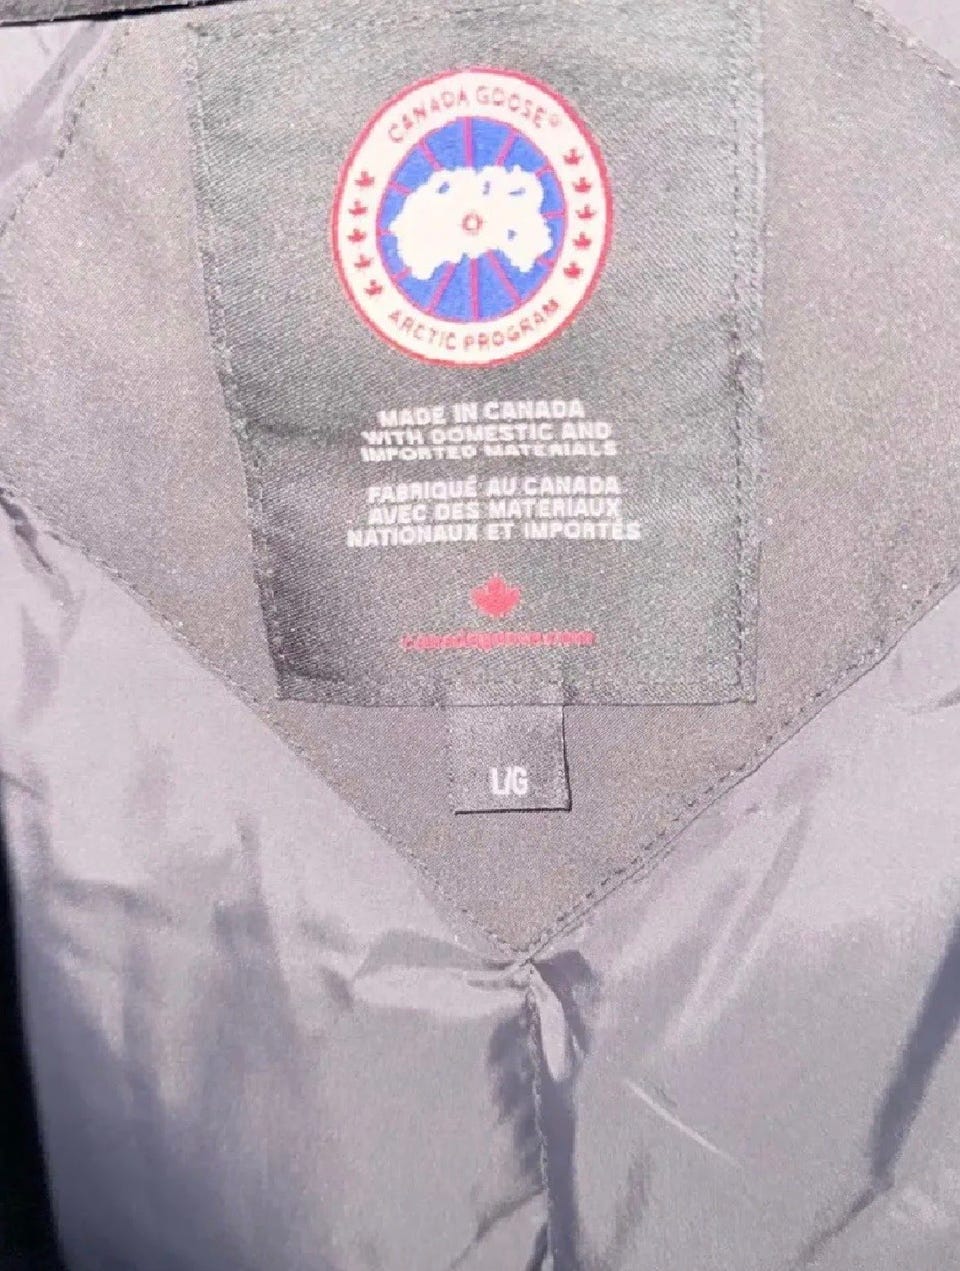 CANADA GOOSE®
ARCTIC PROGRAM
MADE IN CANADA
WITH DOMESTIC AND
IMPORTED MATERIALS
FABRIQUÉ AU CANADA
AVEC DES MATÉRIAUX
NATIONAUX ET IMPORTÉS
L/G